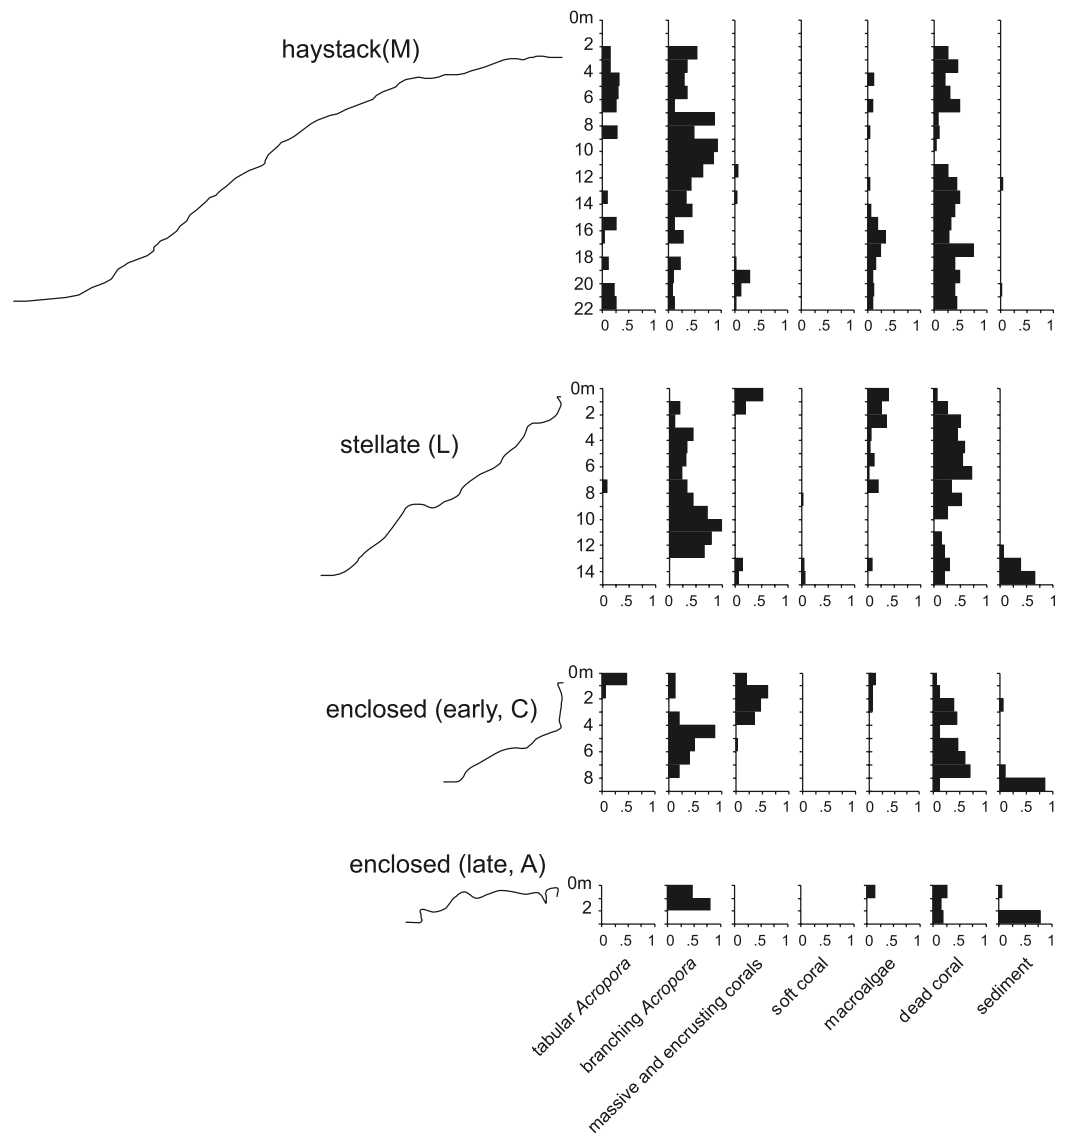 haystack(M)
0m
2
4
6
8
10
12
14
16
18
20
22
0 .5 1 0 .5 1 0 .5 1 0 .5 1 0 .5 1 0 .5 1 0 .5 1
stellate (L)
0m
2
4
6
8
10
12
14
0 .5 1 0 .5 1 0 .5 1 0 .5 1 0 .5 1 0 .5 1 0 .5 1
enclosed (early, C)
0m
2
4
6
8
0 .5 1 0 .5 1 0 .5 1 0 .5 1 0 .5 1 0 .5 1 0 .5 1
enclosed (late, A)
0m
2
0 .5 1 0 .5 1 0 .5 1 0 .5 1 0 .5 1 0 .5 1 0 .5 1
tabular Acropora
branching Acropora
massive and encrusting corals
soft coral
macroalgae
dead coral
sediment